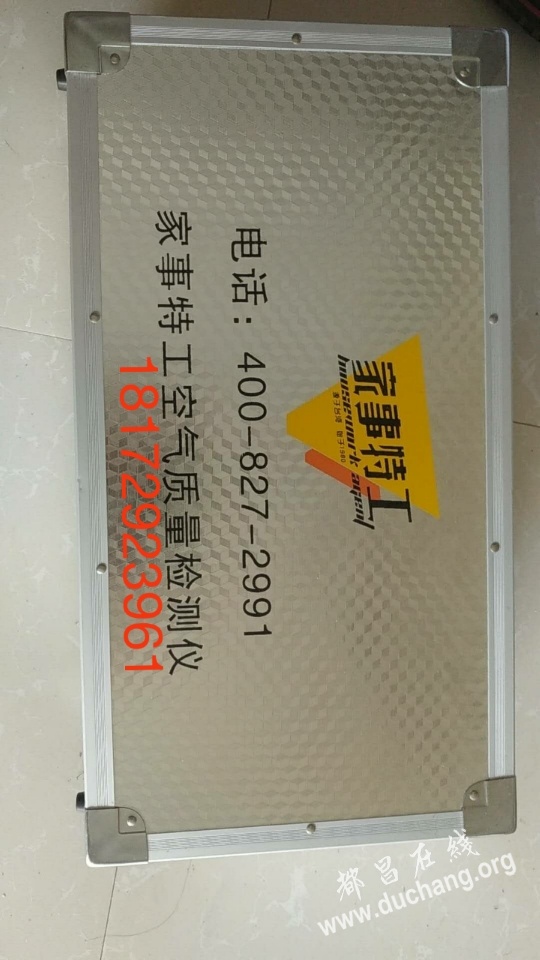 家事特工
housework agent
电话：400-827-2991
家事特工空气质量检测仪
18172923961
都昌在线
www.duchang.org